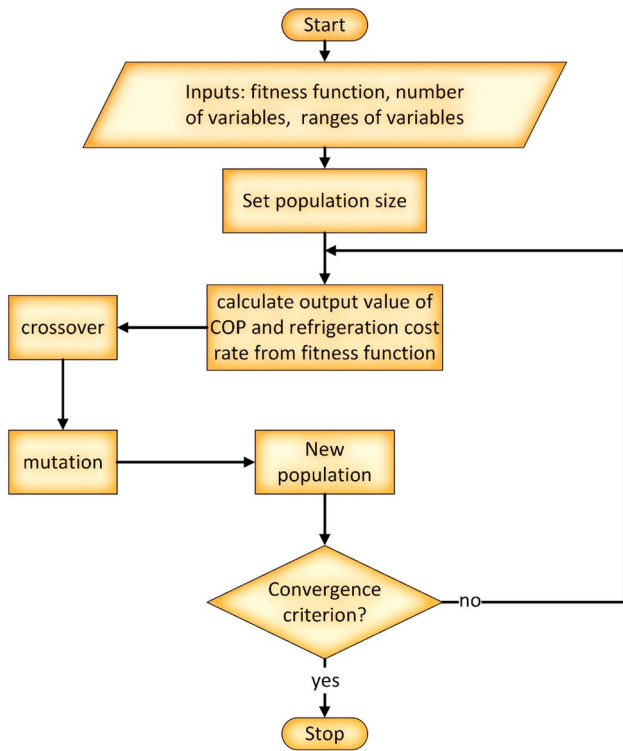 Start
Inputs: fitness function, number
of variables, ranges of variables
Set population size
calculate output value of
COP and refrigeration cost
rate from fitness function
crossover
mutation
New
population
Convergence
criterion?
no
yes
Stop